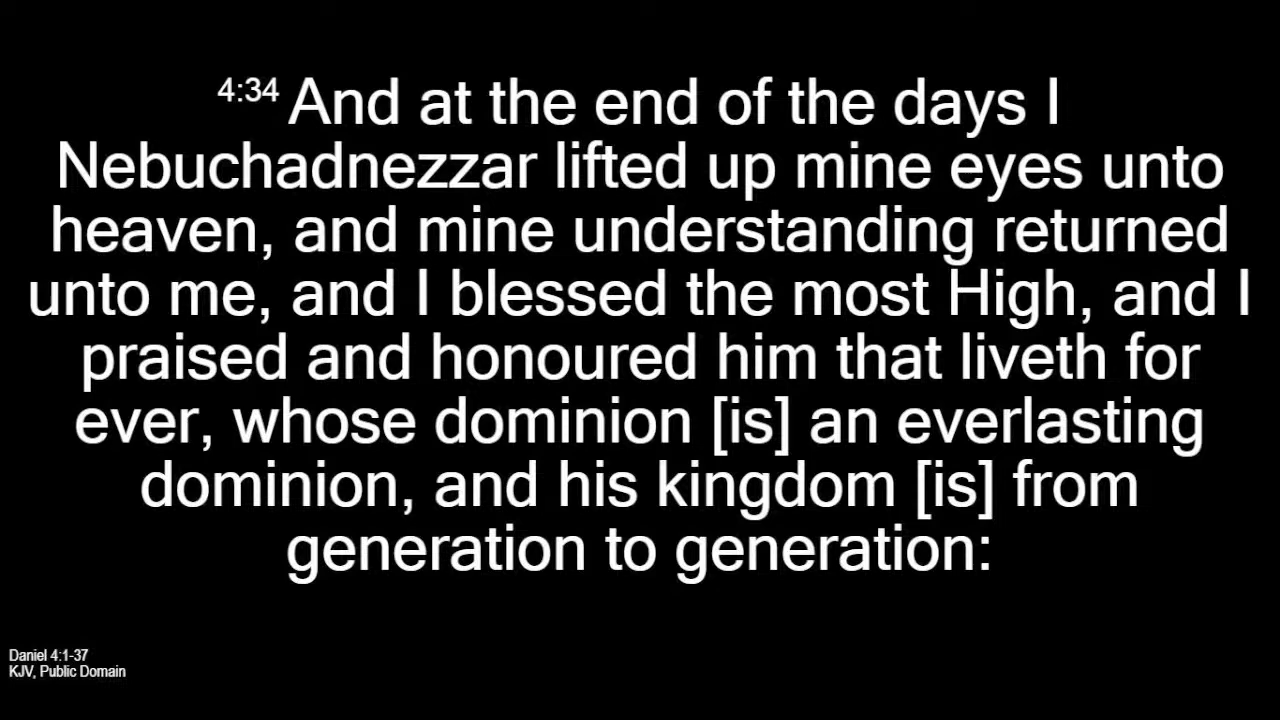 4:34 And at the end of the days I
Nebuchadnezzar lifted up mine eyes unto
heaven, and mine understanding returned
unto me, and I blessed the most High, and I
praised and honoured him that liveth for
ever, whose dominion [is] an everlasting
dominion, and his kingdom [is] from
generation to generation:
Daniel 4:1-37
KJV, Public Domain